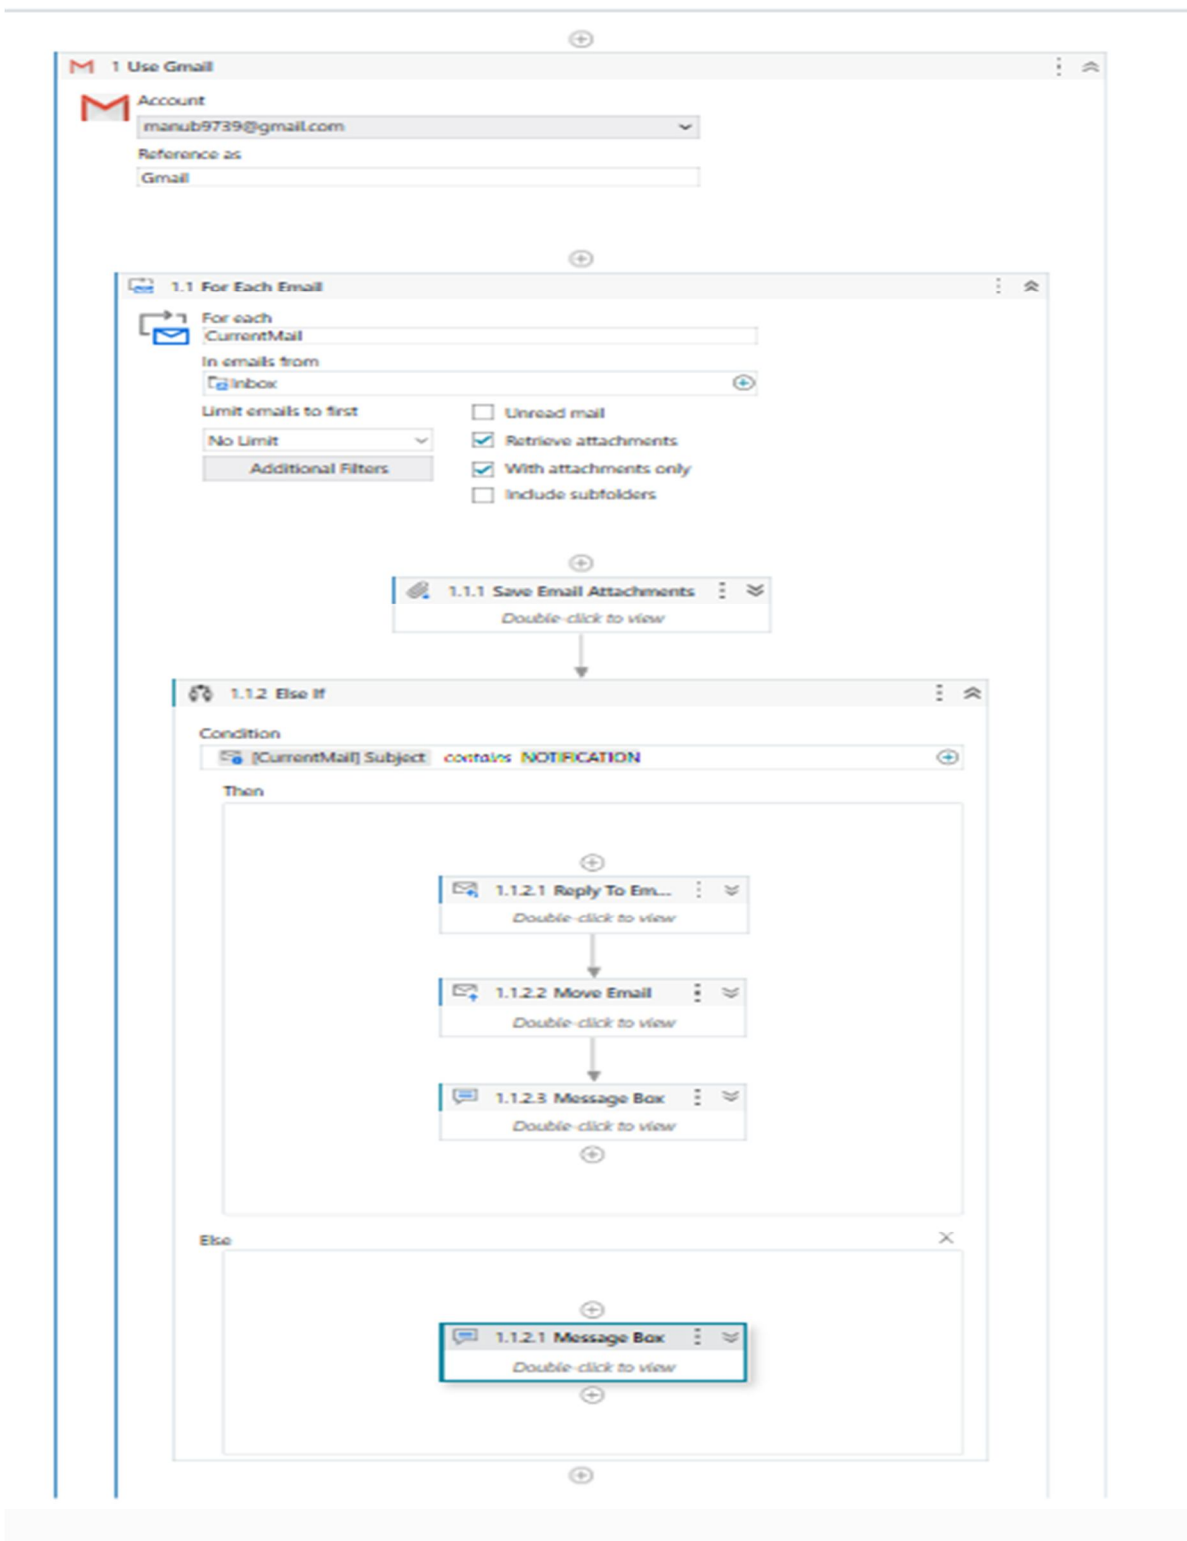 1 Use Gmail
Account
manub9739@gmail.com
Reference as
Gmail
1.1 For Each Email
For each
CurrentMail
In emails from
Inbox
Limit emails to first
Unread mail
No Limit
Retrieve attachments
Additional Filters
With attachments only
Include subfolders
1.1.1 Save Email Attachments
Double-click to view
1.1.2 Else If
Condition
[CurrentMail] Subject contains NOTIFICATION
Then
1.1.2.1 Reply To Em...
Double-click to view
1.1.2.2 Move Email
Double-click to view
1.1.2.3 Message Box
Double-click to view
Else
1.1.2.1 Message Box
Double-click to view